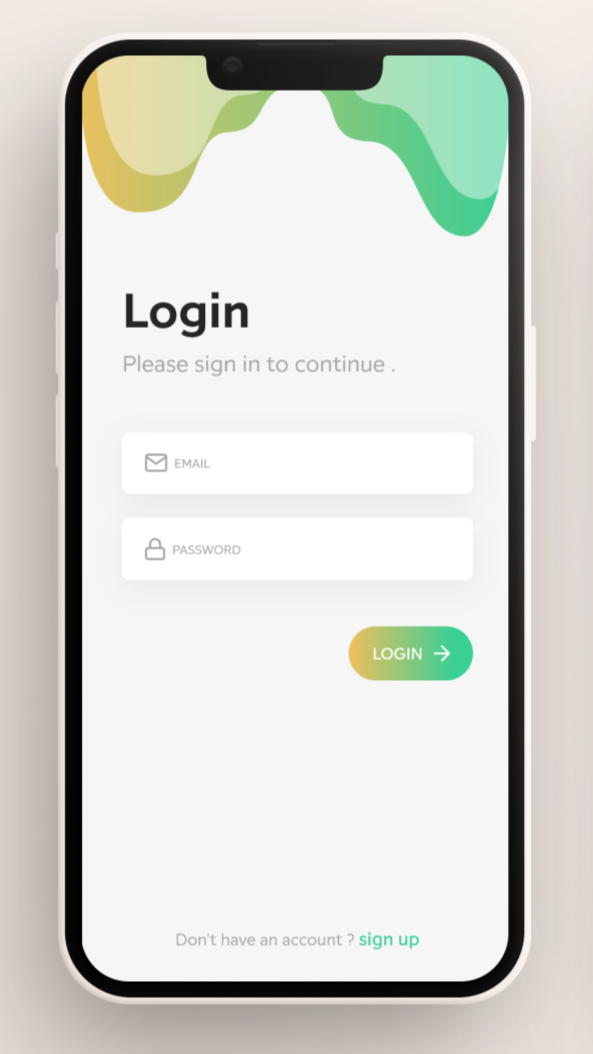 Login
Please sign in to continue .
EMAIL
PASSWORD
LOGIN
Don't have an account ? sign up